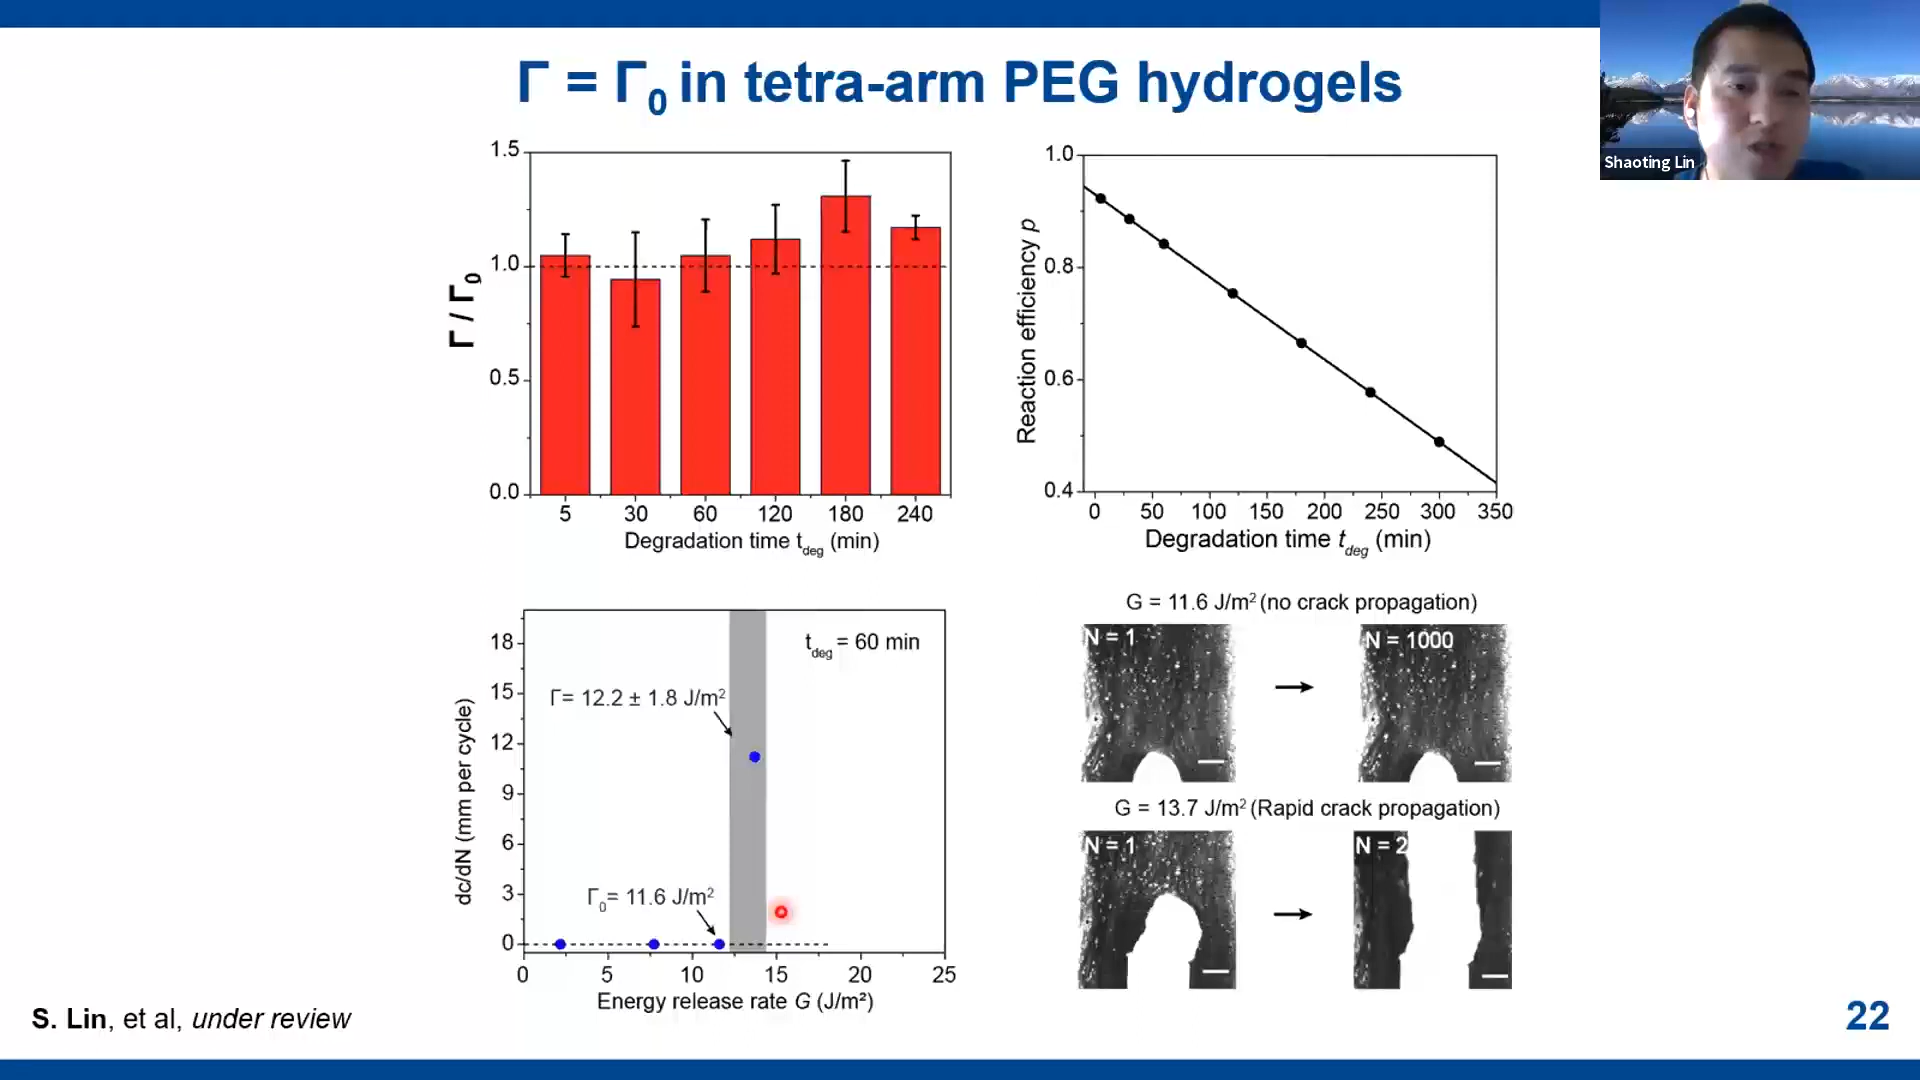 Γ = Γ0 in tetra-arm PEG hydrogels
Shaoting Lin
1.5
1.0
0.5
0.0
Γ / Γ0
5 30 60 120 180 240
Degradation time tdeg (min)
1.0
0.8
0.6
0.4
Reaction efficiency p
0 50 100 150 200 250 300 350
Degradation time tdeg (min)
18
15
12
9
6
3
0
dc/dN (mm per cycle)
tdeg = 60 min
Γ= 12.2 ± 1.8 J/m²
Γ0= 11.6 J/m²
0 5 10 15 20 25
Energy release rate G (J/m²)
G = 11.6 J/m² (no crack propagation)
N = 1
N = 1000
G = 13.7 J/m² (Rapid crack propagation)
N = 1
N = 2
S. Lin, et al, under review
22